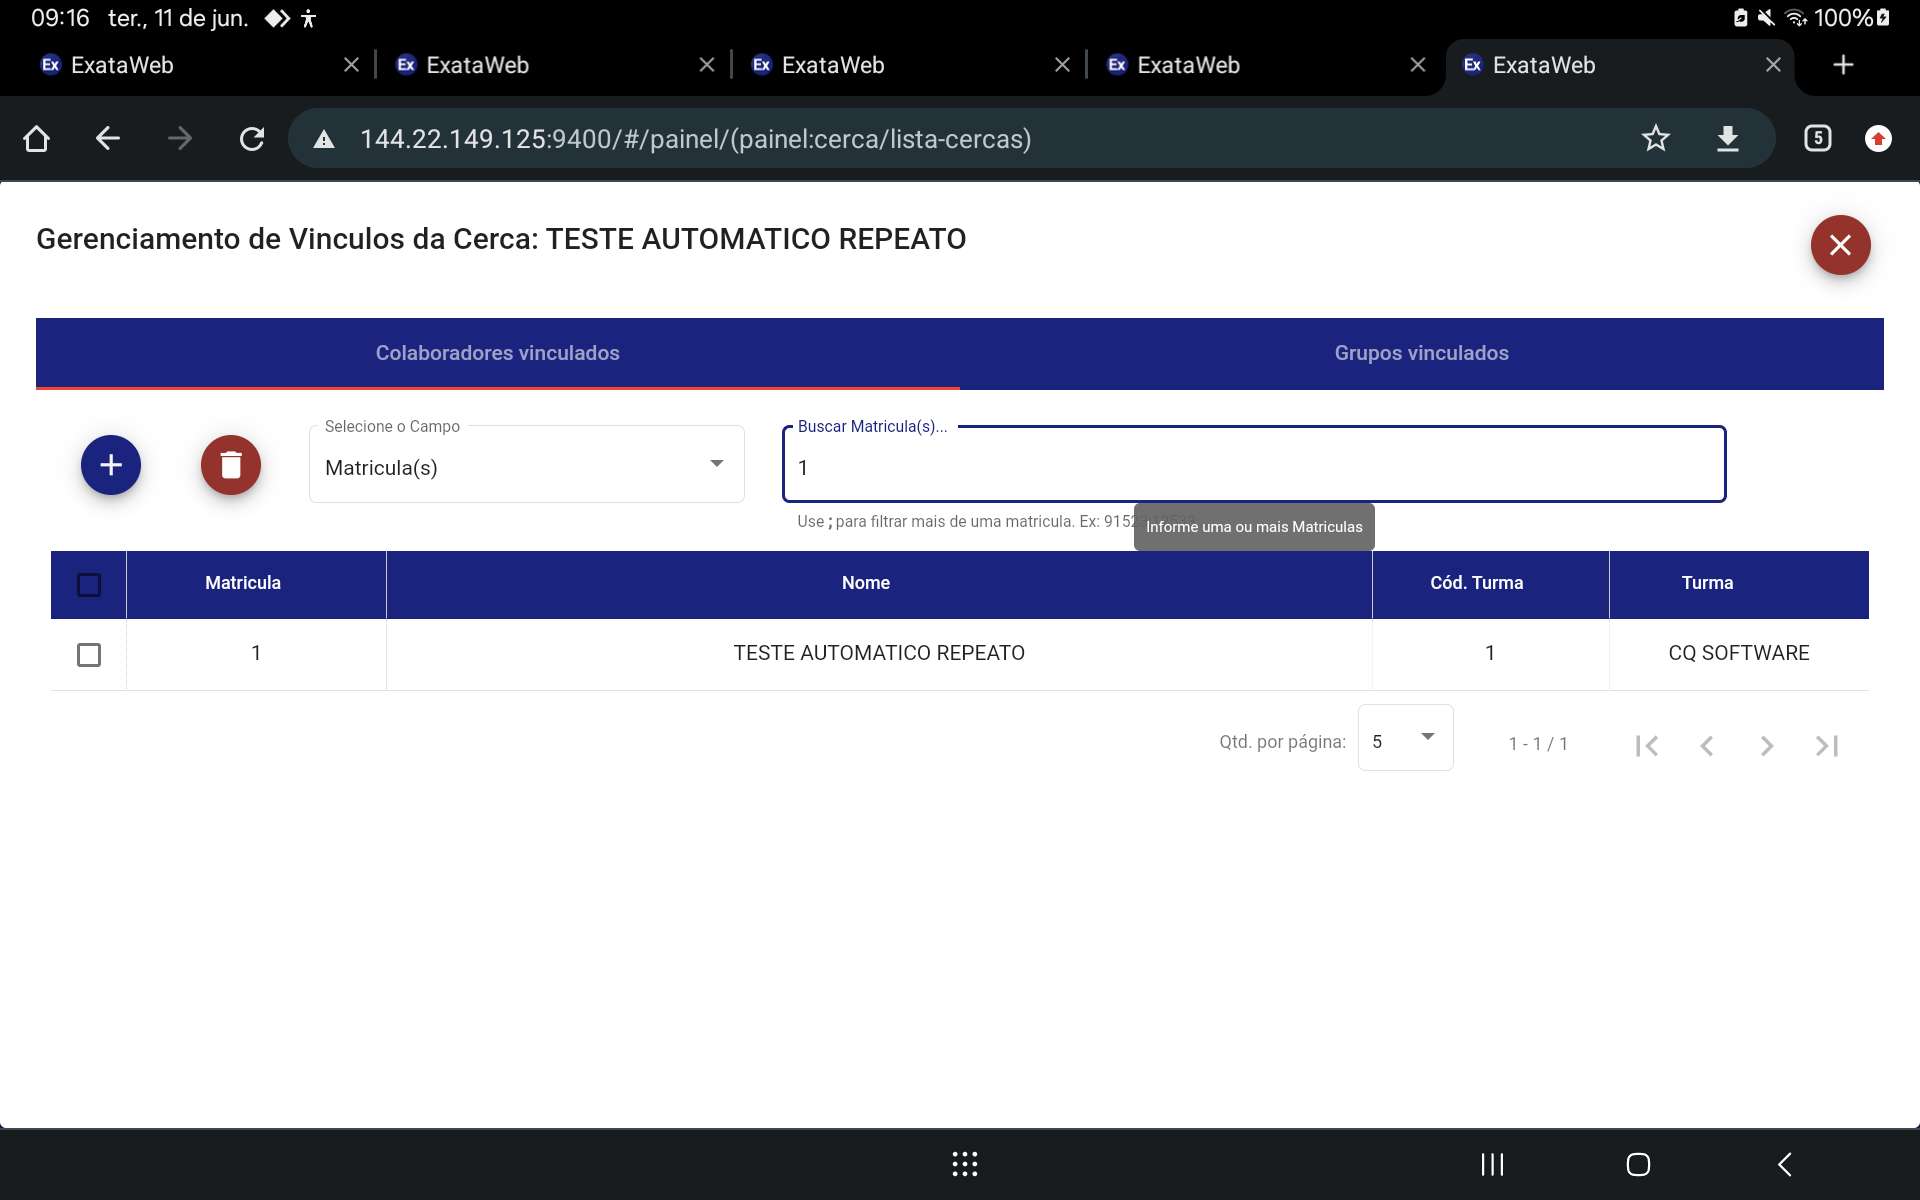 09:16 ter., 11 de jun. 100%
Ex ExataWeb Ex ExataWeb Ex ExataWeb Ex ExataWeb Ex ExataWeb
144.22.149.125:9400/#/painel/(painel:cerca/lista-cercas) 5
Gerenciamento de Vinculos da Cerca: TESTE AUTOMATICO REPEATO
Colaboradores vinculados Grupos vinculados
Selecione o Campo Buscar Matricula(s)...
Matricula(s) 1
Use ; para filtrar mais de uma matricula. Ex:
Informe uma ou mais Matriculas
Matricula Nome Cód. Turma Turma
1 TESTE AUTOMATICO REPEATO 1 CQ SOFTWARE
Qtd. por página: 5 1 - 1 / 1